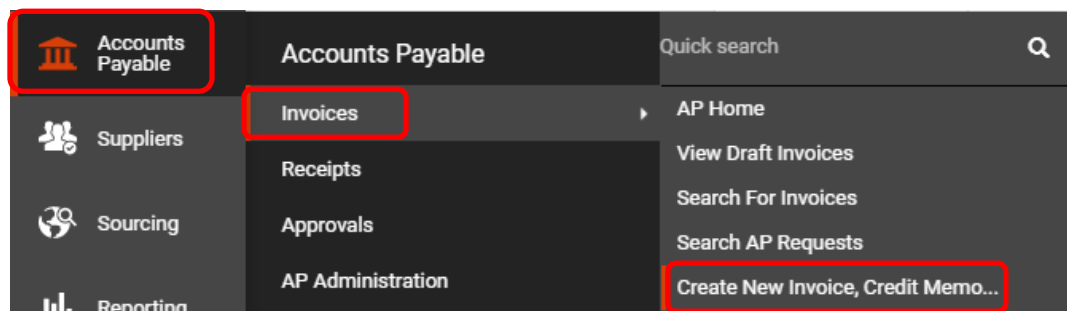 Accounts
Payable
Suppliers
Sourcing
Reporting
Accounts Payable
Invoices
Receipts
Approvals
AP Administration
Quick search
AP Home
View Draft Invoices
Search For Invoices
Search AP Requests
Create New Invoice, Credit Memo...